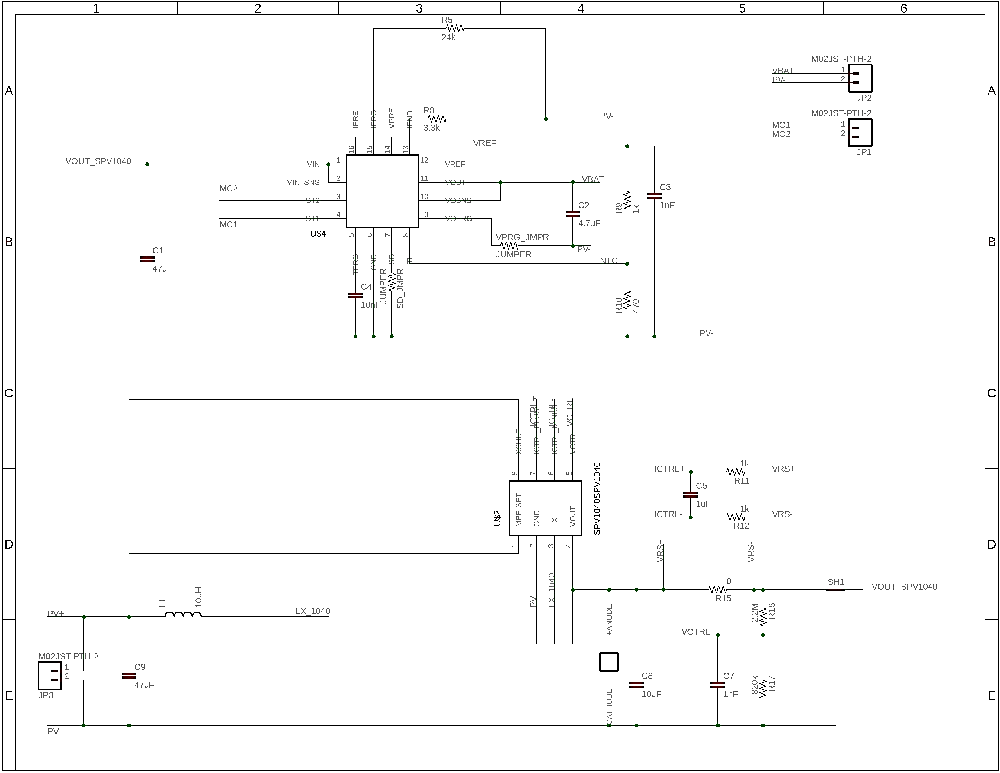 1 2 3 4 5 6
A
B
C
D
E
A
B
C
D
E
R5
24k
M02JST-PTH-2
VBAT 1
PV- 2
JP2
M02JST-PTH-2
MC1 1
MC2 2
JP1
R8
3.3k
PV-
IPRE
IPRG
VPRE
IEND
16
15
14
13
VREF
VOUT_SPV1040
VIN 1
VIN_SNS 2
MC2
ST2 3
ST1 4
MC1
U$4
12 VREF
11 VOUT
VBAT
10 VOSNS
9 VOPRG
5
6
7
8
TPRG
GND
SD
TH
C2
4.7uF
VPRG_JMPR
JUMPER
PV-
NTC
R9
1k
C3
1nF
C1
47uF
C4
10nF
JUMPER
SD_JMPR
R10
470
PV-
ICTRL+
ICTRL-
VCTRL
XSHUT
ICTRL_PLUS
ICTRL_MINUS
VCTRL
8
7
6
5
MPP-SET
GND
LX
VOUT
U$2
SPV1040SPV1040
1
2
3
4
PV-
LX_1040
ICTRL+
1k
R11
VRS+
C5
1uF
ICTRL-
1k
R12
VRS-
VRS+
VRS-
0
R15
SH1
VOUT_SPV1040
2.2M
R16
VCTRL
+ANODE
CATHODE
C8
10uF
C7
1nF
820k
R17
PV+
L1
10uH
LX_1040
M02JST-PTH-2
1
2
JP3
C9
47uF
PV-